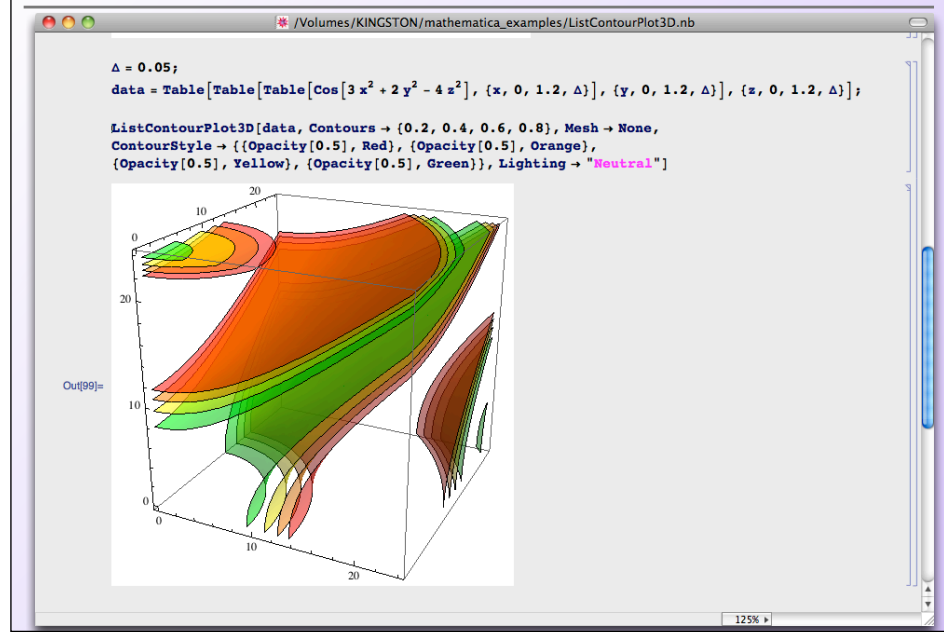 /Volumes/KINGSTON/mathematica_examples/ListContourPlot3D.nb
Δ = 0.05;
data = Table[Table[Table[Cos[3 x² + 2 y² - 4 z²], {x, 0, 1.2, Δ}], {y, 0, 1.2, Δ}], {z, 0, 1.2, Δ}];
ListContourPlot3D[data, Contours → {0.2, 0.4, 0.6, 0.8}, Mesh → None,
ContourStyle → {{Opacity[0.5], Red}, {Opacity[0.5], Orange},
{Opacity[0.5], Yellow}, {Opacity[0.5], Green}}, Lighting → "Neutral"]
20
10
0
20
Out[99]=
10
0
0
10
20
125%